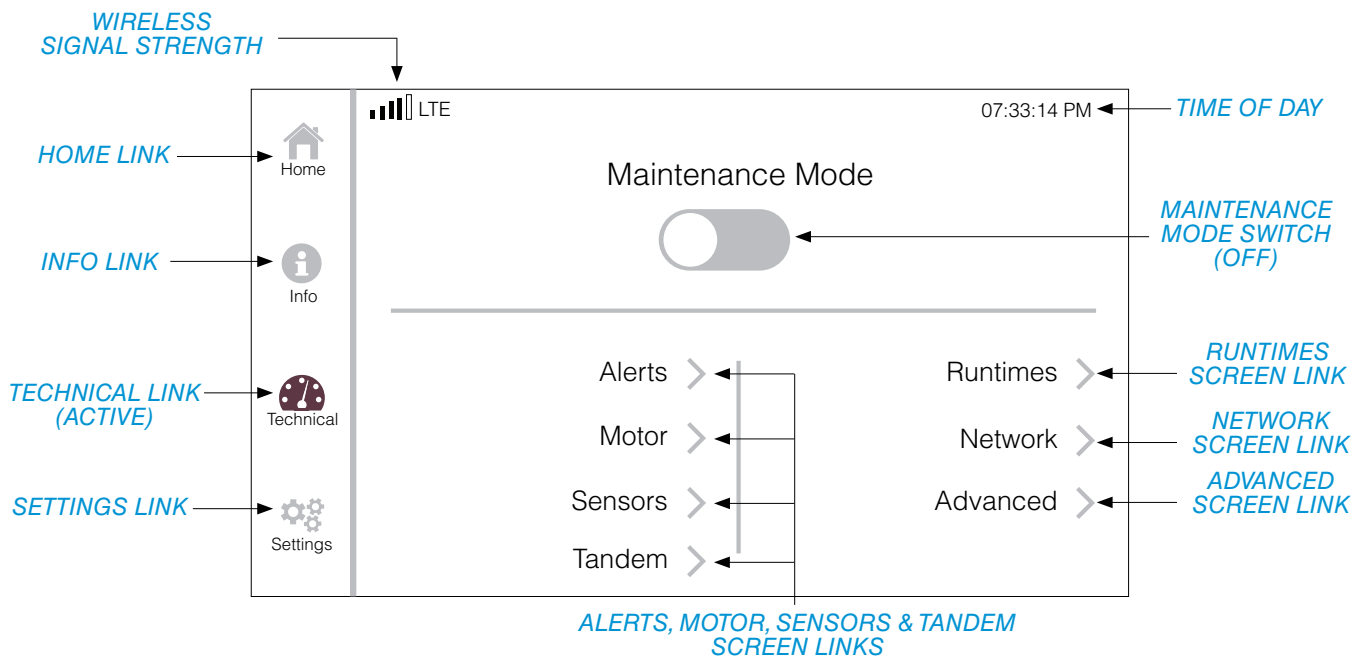 WIRELESS
SIGNAL STRENGTH
LTE
07:33:14 PM
TIME OF DAY
HOME LINK
Home
Maintenance Mode
MAINTENANCE
MODE SWITCH
(OFF)
INFO LINK
Info
TECHNICAL LINK
(ACTIVE)
Technical
SETTINGS LINK
Settings
Alerts
Motor
Sensors
Tandem
Runtimes
Network
Advanced
RUNTIMES
SCREEN LINK
NETWORK
SCREEN LINK
ADVANCED
SCREEN LINK
ALERTS, MOTOR, SENSORS & TANDEM
SCREEN LINKS